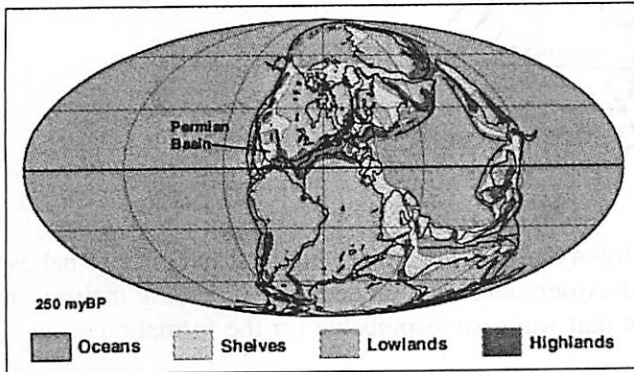 Permian
Basin
250 myBP
Oceans
Shelves
Lowlands
Highlands